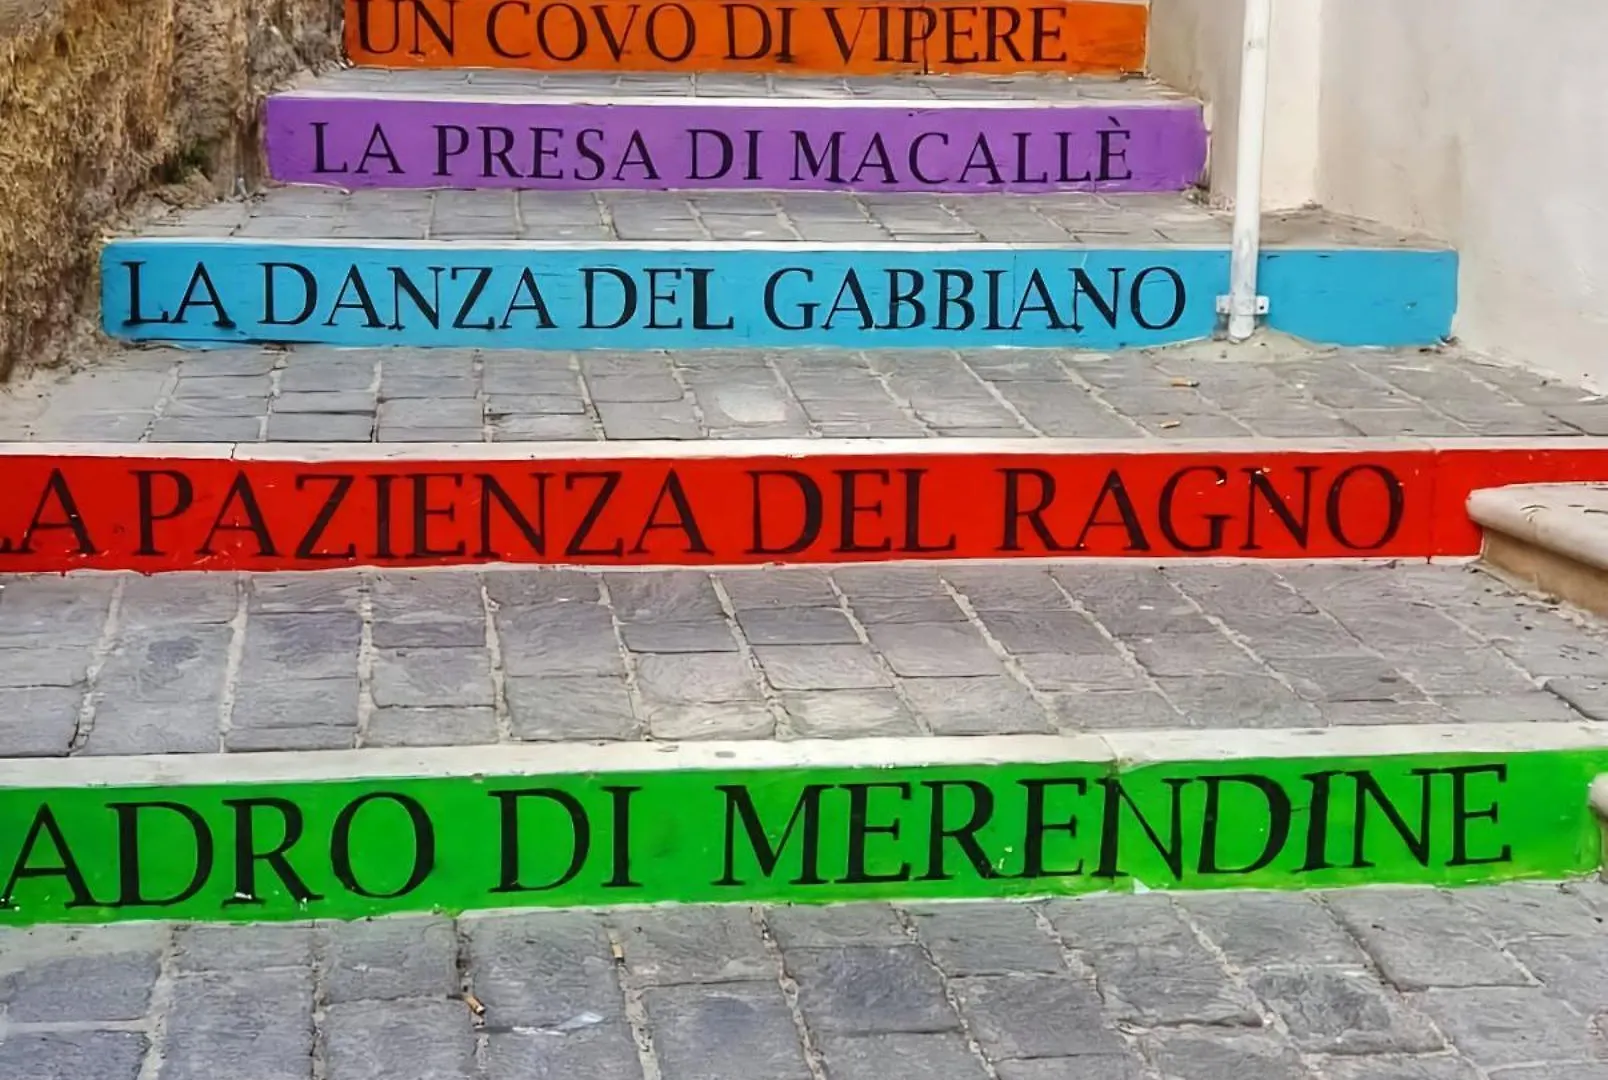 UN COVO DI VIPERE
LA PRESA DI MACALLÈ
LA DANZA DEL GABBIANO
LA PAZIENZA DEL RAGNO
ADRO DI MERENDINE